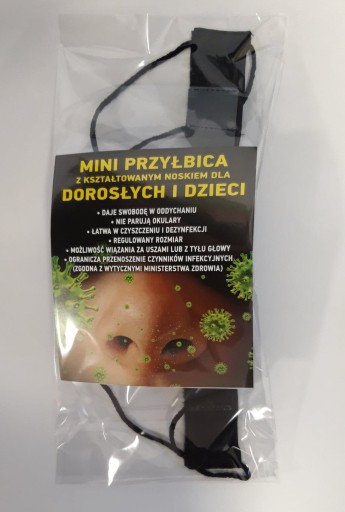 MINI PRZYŁBICA
Z KSZTAŁTOWANYM NOSKIEM DLA
DOROSŁYCH I DZIECI
• DAJE SWOBODĘ W ODDYCHANIU
• NIE PARUJĄ OKULARY
• ŁATWA W CZYSZCZENIU I DEZYNFEKCJI
• REGULOWANY ROZMIAR
• MOŻLIWOŚĆ WIĄZANIA ZA USZAMI LUB Z TYŁU GŁOWY
• OGRANICZA PRZENOSZENIE CZYNNIKÓW INFEKCYJNYCH
(ZGODNA Z WYTYCZNYMI MINISTERSTWA ZDROWIA)